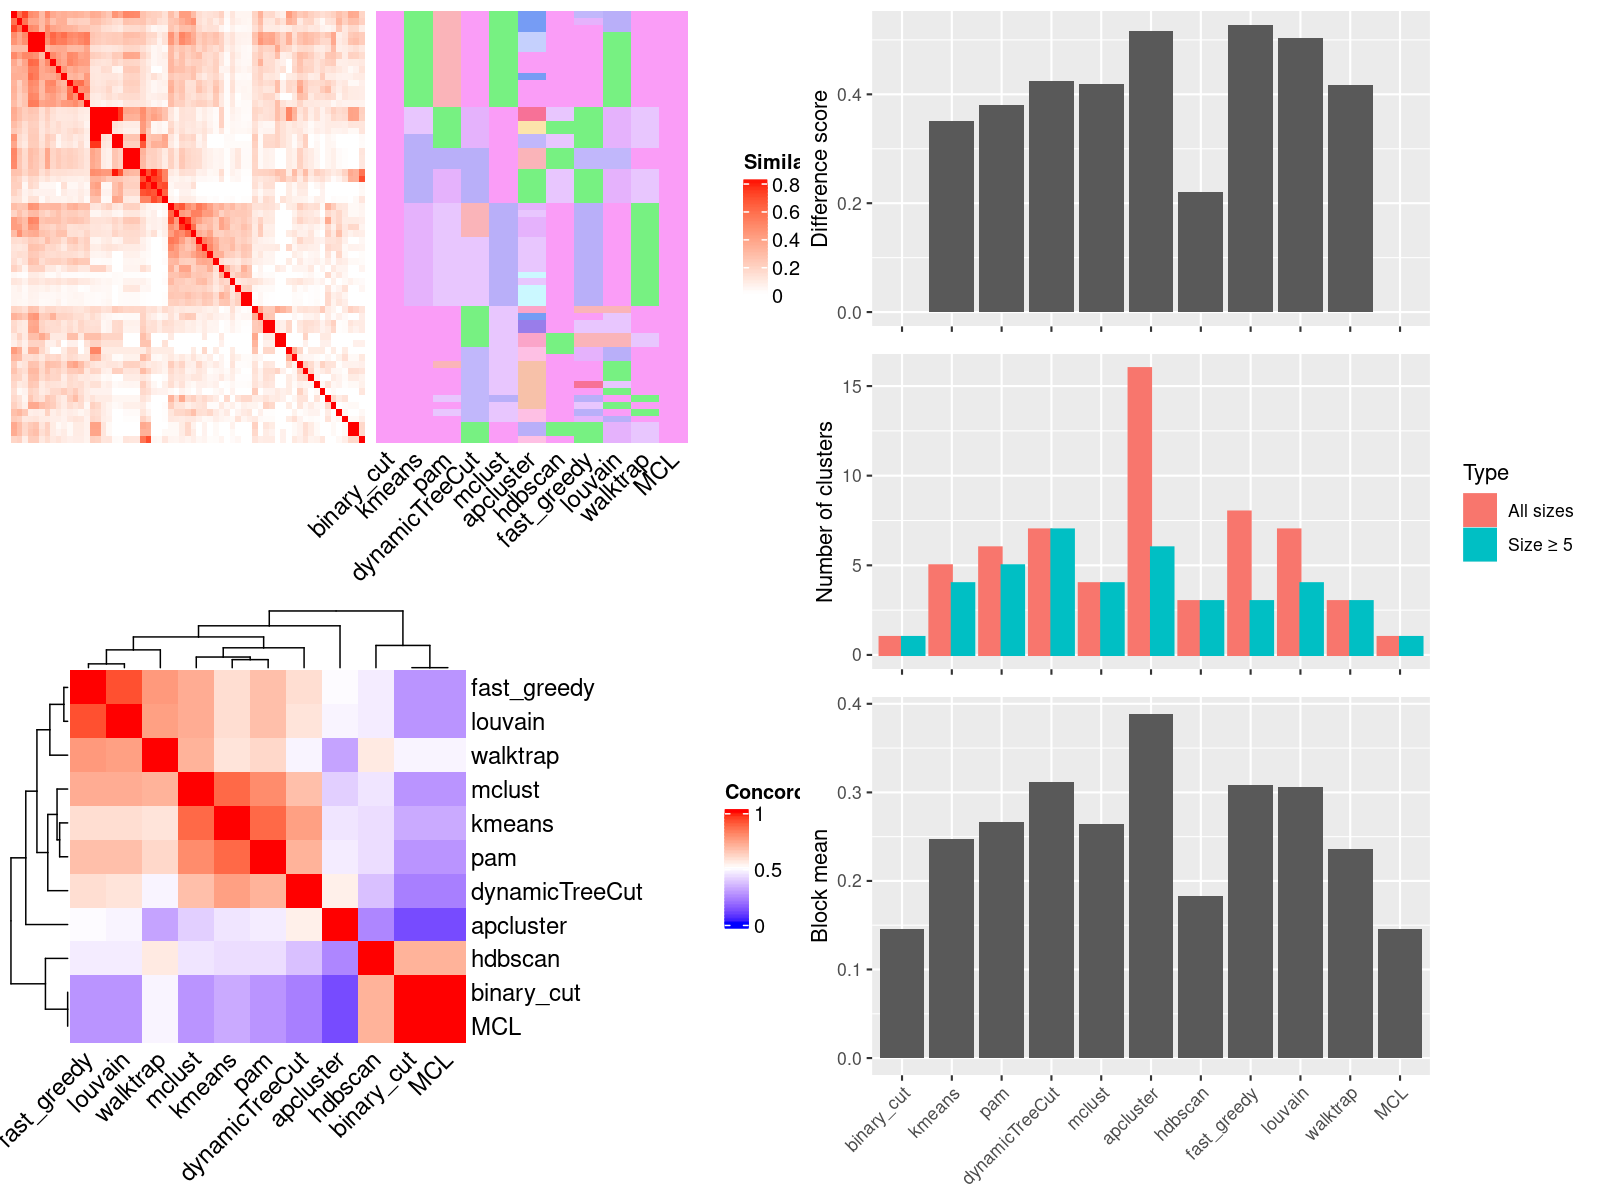 Simila
0.8
0.6
0.4
0.2
0
binary_cut
kmeans
pam
dynamicTreeCut
mclust
apcluster
hdbscan
fast_greedy
louvain
walktrap
MCL
fast_greedy
louvain
walktrap
mclust
kmeans
pam
dynamicTreeCut
apcluster
hdbscan
binary_cut
MCL
fast_greedy
louvain
walktrap
mclust
kmeans
pam
dynamicTreeCut
apcluster
hdbscan
binary_cut
MCL
Concord
1
0.5
0
Difference score
0.4
0.2
0.0
Number of clusters
15
10
5
0
Type
All sizes
Size ≥ 5
Block mean
0.4
0.3
0.2
0.1
0.0
binary_cut
kmeans
pam
dynamicTreeCut
mclust
apcluster
hdbscan
fast_greedy
louvain
walktrap
MCL